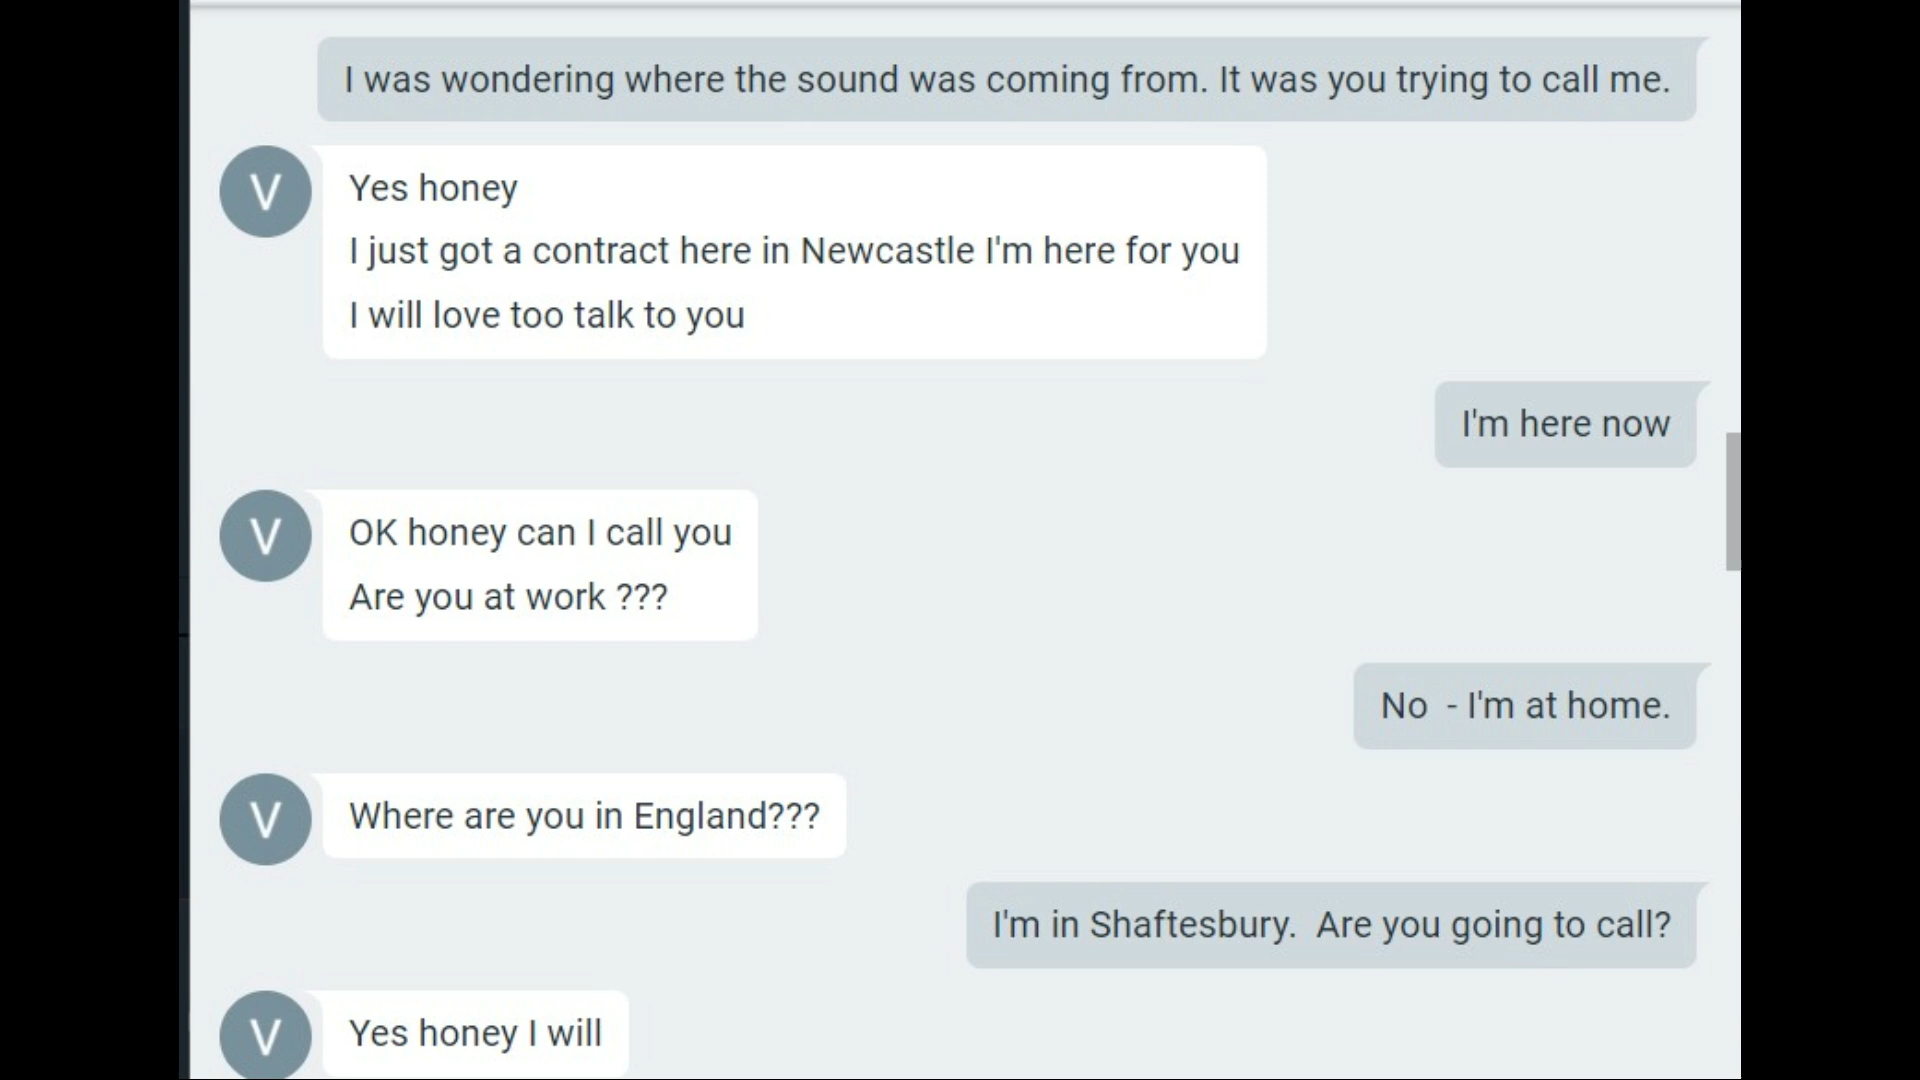 I was wondering where the sound was coming from. It was you trying to call me.
V
Yes honey
I just got a contract here in Newcastle I'm here for you
I will love too talk to you
I'm here now
V
OK honey can I call you
Are you at work ???
No  - I'm at home.
V
Where are you in England???
I'm in Shaftesbury.  Are you going to call?
V
Yes honey I will